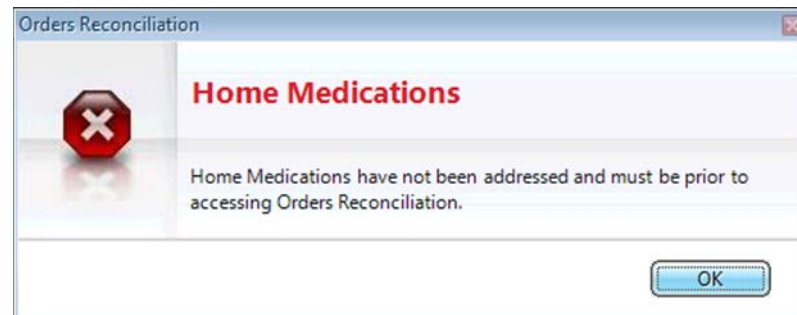 Orders Reconciliation
Home Medications
Home Medications have not been addressed and must be prior to
accessing Orders Reconciliation.
OK